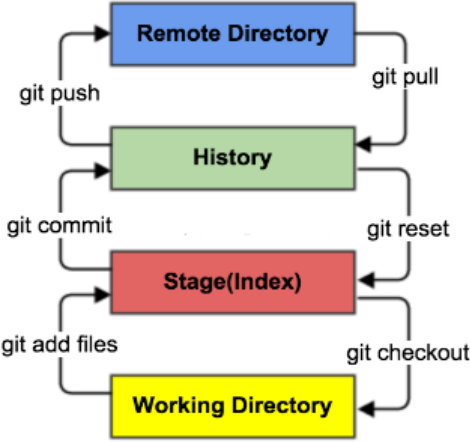 Remote Directory
git push
git pull
History
git commit
git reset
Stage(Index)
git add files
git checkout
Working Directory